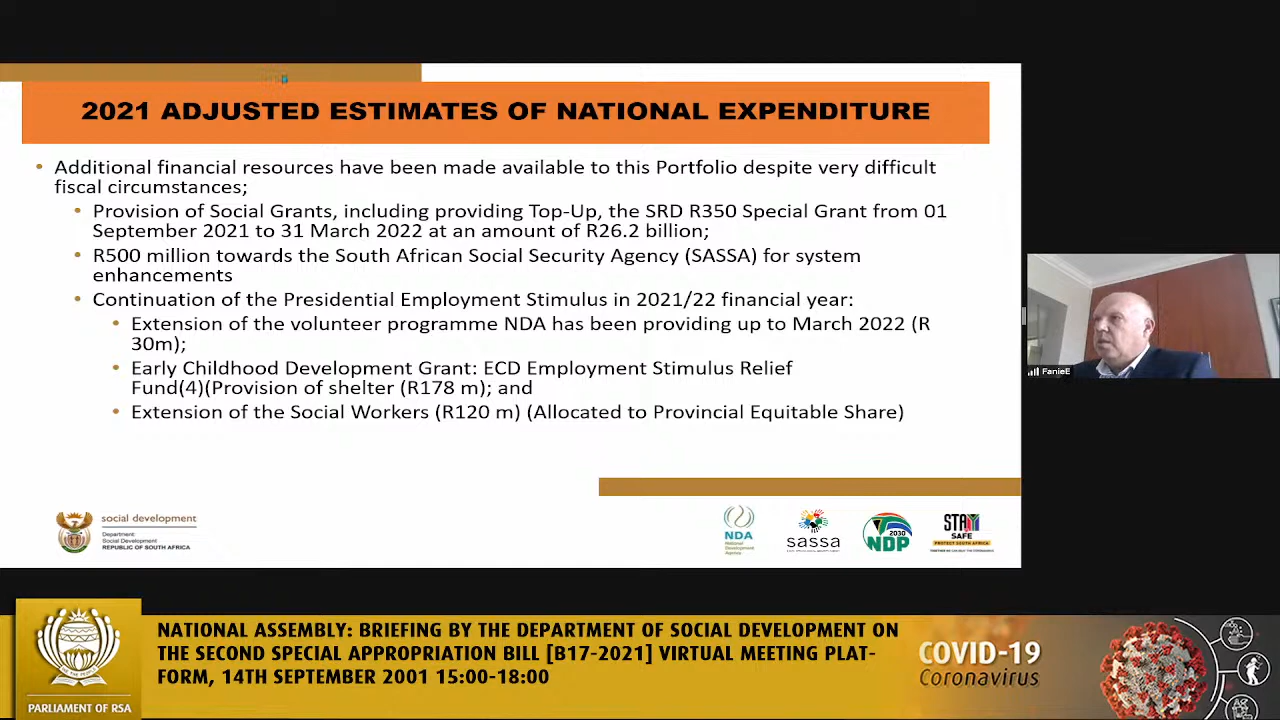 2021 ADJUSTED ESTIMATES OF NATIONAL EXPENDITURE
• Additional financial resources have been made available to this Portfolio despite very difficult
fiscal circumstances;
• Provision of Social Grants, including providing Top-Up, the SRD R350 Special Grant from 01
September 2021 to 31 March 2022 at an amount of R26.2 billion;
• R500 million towards the South African Social Security Agency (SASSA) for system
enhancements
• Continuation of the Presidential Employment Stimulus in 2021/22 financial year:
• Extension of the volunteer programme NDA has been providing up to March 2022 (R
30m);
• Early Childhood Development Grant: ECD Employment Stimulus Relief
Fund(4)(Provision of shelter (R178 m); and
• Extension of the Social Workers (R120 m) (Allocated to Provincial Equitable Share)
FanieE
social development
Department:
Social Development
REPUBLIC OF SOUTH AFRICA
NDA
National
Development
Agency
sassa
2030
NDP
STAY
SAFE
PROTECT SOUTH AFRICA
NATIONAL ASSEMBLY: BRIEFING BY THE DEPARTMENT OF SOCIAL DEVELOPMENT ON
THE SECOND SPECIAL APPROPRIATION BILL [B17-2021] VIRTUAL MEETING PLAT-
FORM, 14TH SEPTEMBER 2001 15:00-18:00
PARLIAMENT OF RSA
COVID-19
Coronavirus